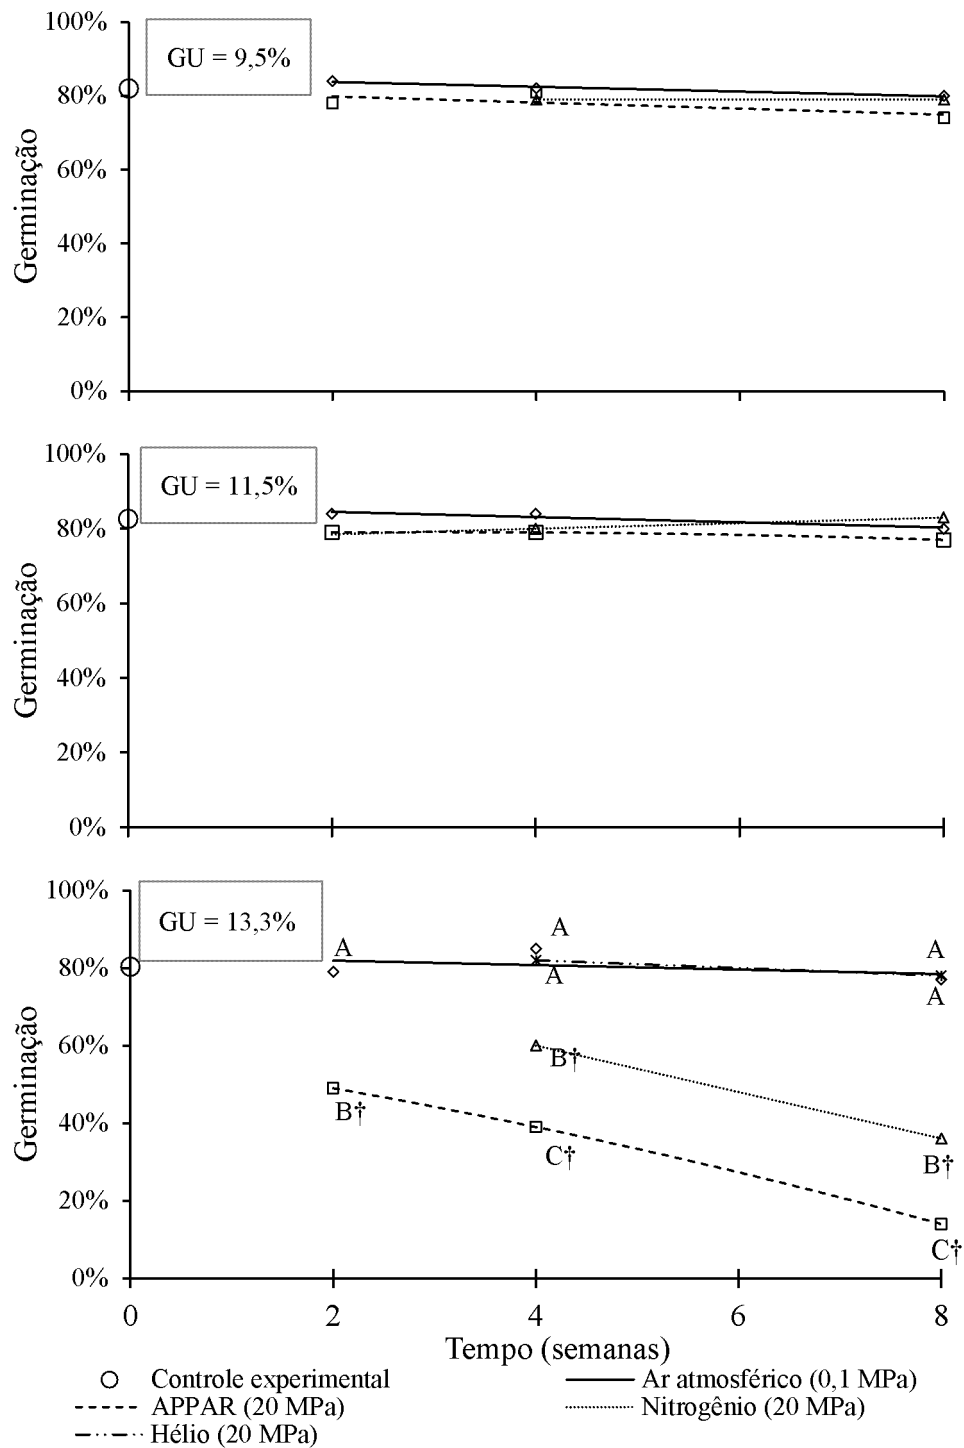 100%
GU = 9,5%
80%
60%
40%
20%
0%
Germinação
100%
GU = 11,5%
80%
60%
40%
20%
0%
Germinação
100%
GU = 13,3%
A
A
A
80%
A
A
60%
B†
B†
40%
C†
B†
20%
C†
0%
Germinação
0 2 4 6 8
Tempo (semanas)
Controle experimental
Ar atmosférico (0,1 MPa)
APPAR (20 MPa)
Nitrogênio (20 MPa)
Hélio (20 MPa)